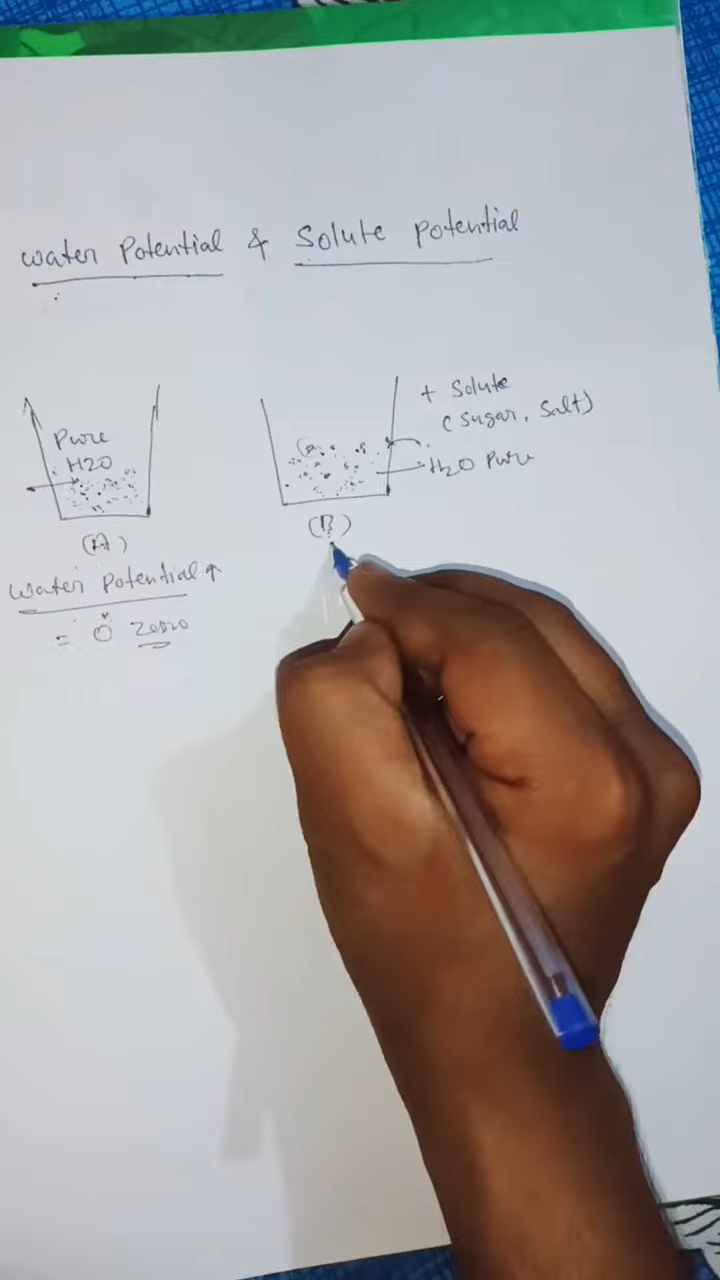 Water Potential & Solute Potential
Pure
H2O
(A)
Water Potential ↑
= 0 Zero
+ Solute
(Sugar, Salt)
H2O Pure
(B)